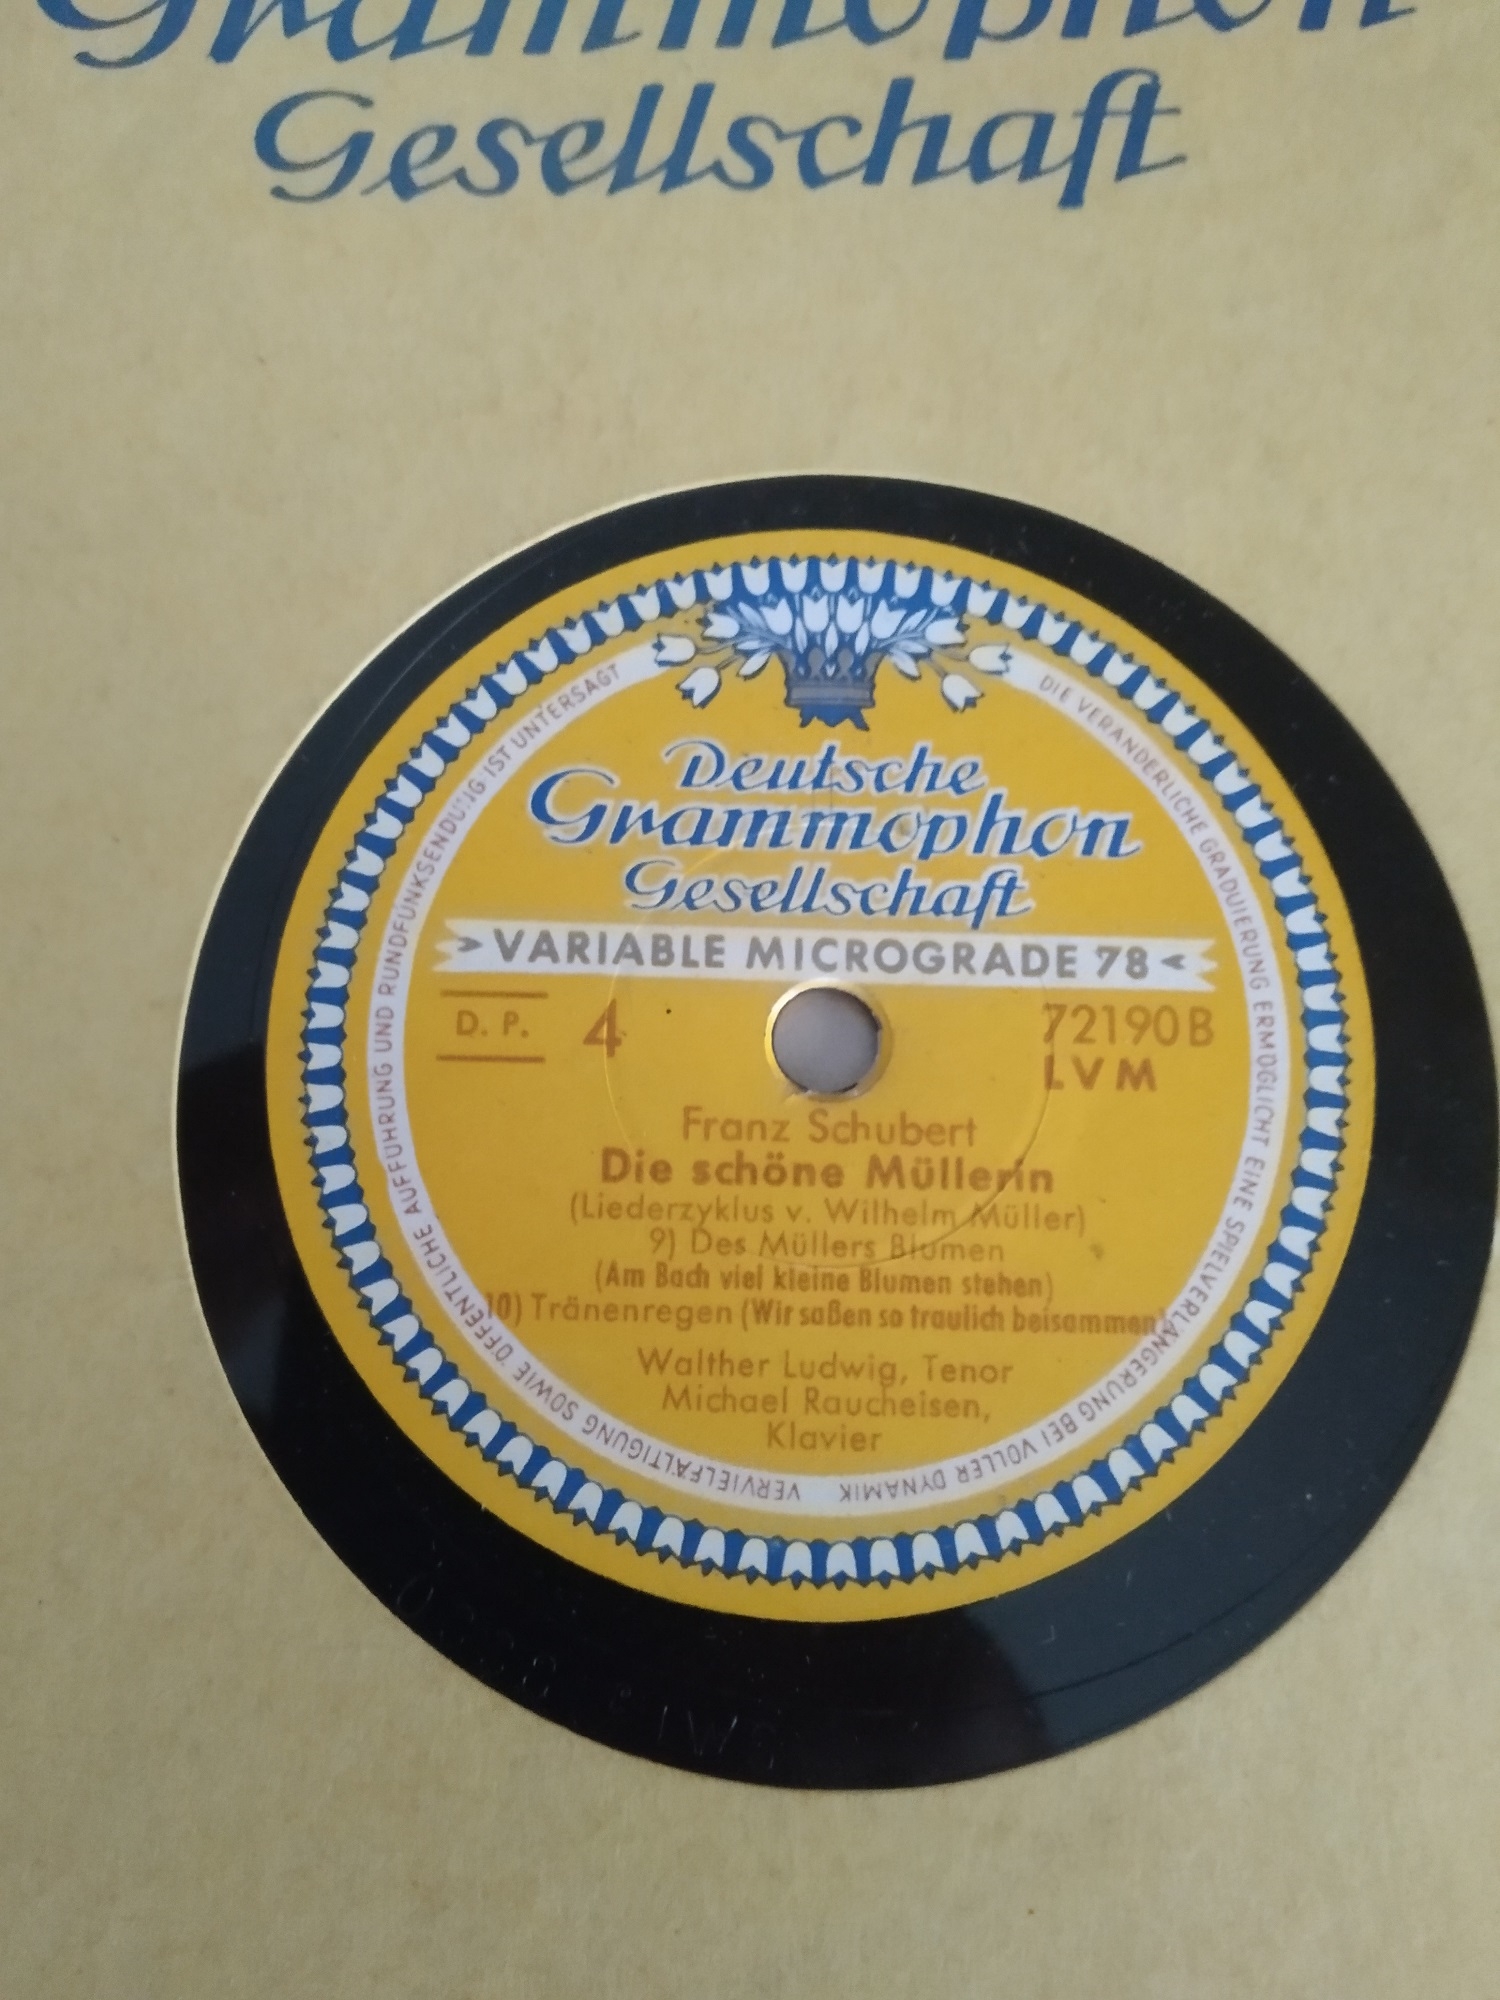 Grammophon
Gesellschaft
Deutsche
Grammophon
Gesellschaft
VARIABLE MICROGRADE 78
D. P. 4 72190 B
LVM
Franz Schubert
Die schöne Müllerin
(Liederzyklus v. Wilhelm Müller)
9) Des Müllers Blumen
(Am Bach viel kleine Blumen stehen)
10) Tränenregen (Wir saßen so traulich beisammen)
Walther Ludwig, Tenor
Michael Raucheisen,
Klavier
DIE VERÄNDERLICHE GRADUIERUNG ERMÖGLICHT EINE SPIELVERLÄNGERUNG BEI VOLLER DYNAMIK
VERVIELFÄLTIGUNG SOWIE ÖFFENTLICHE AUFFÜHRUNG UND RUNDFUNKSENDUNG IST UNTERSAGT